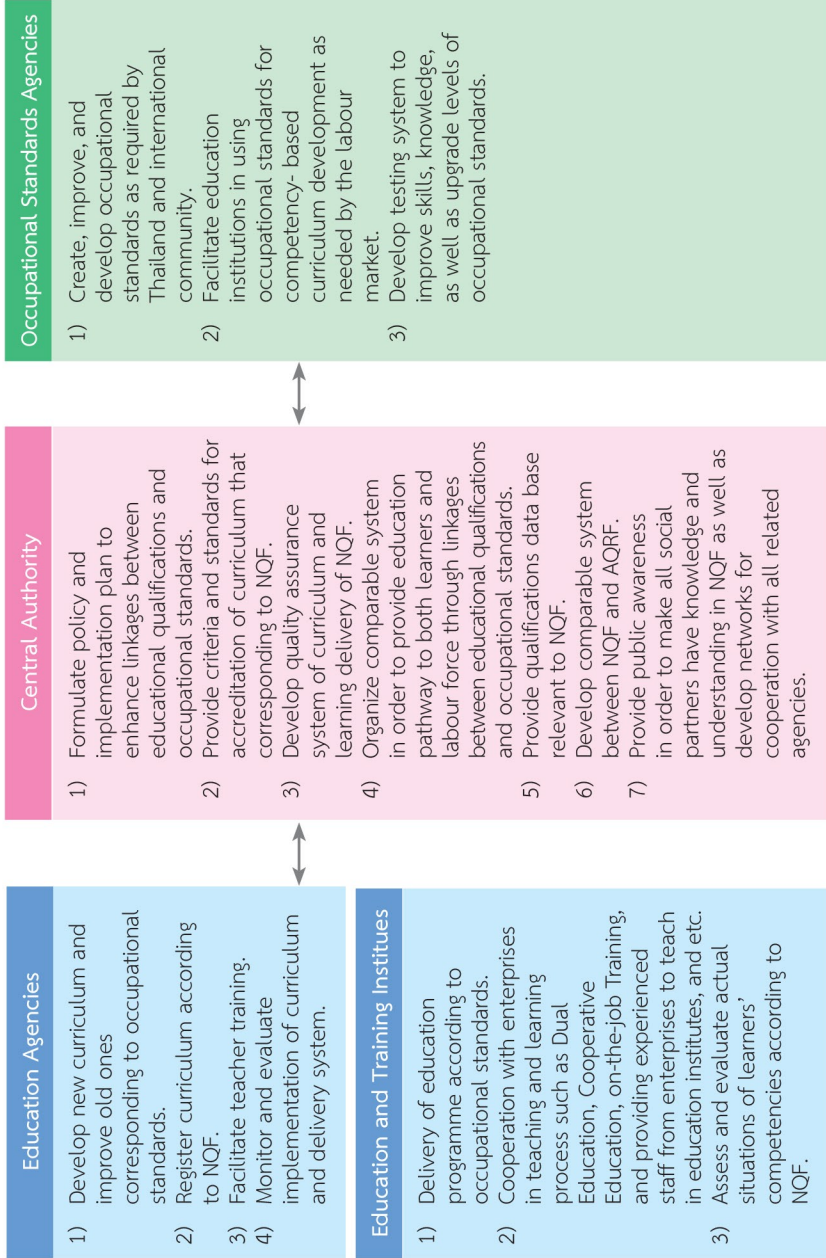 Education Agencies
1) Develop new curriculum and
improve old ones
corresponding to occupational
standards.
2) Register curriculum according
to NQF.
3) Facilitate teacher training.
4) Monitor and evaluate
implementation of curriculum
and delivery system.
Education and Training Institues
1) Delivery of education
programme according to
occupational standards.
2) Cooperation with enterprises
in teaching and learning
process such as Dual
Education, Cooperative
Education, on-the-job Training,
and providing experienced
staff from enterprises to teach
in education institutes, and etc.
3) Assess and evaluate actual
situations of learners'
competencies according to
NQF.
Central Authority
1) Formulate policy and
implementation plan to
enhance linkages between
educational qualifications and
occupational standards.
2) Provide criteria and standards for
accreditation of curriculum that
corresponding to NQF.
3) Develop quality assurance
system of curriculum and
learning delivery of NQF.
4) Organize comparable system
in order to provide education
pathway to both learners and
labour force through linkages
between educational qualifications
and occupational standards.
5) Provide qualifications data base
relevant to NQF.
6) Develop comparable system
between NQF and AQRF.
7) Provide public awareness
in order to make all social
partners have knowledge and
understanding in NQF as well as
develop networks for
cooperation with all related
agencies.
Occupational Standards Agencies
1) Create, improve, and
develop occupational
standards as required by
Thailand and international
community.
2) Facilitate education
institutions in using
occupational standards for
competency- based
curriculum development as
needed by the labour
market.
3) Develop testing system to
improve skills, knowledge,
as well as upgrade levels of
occupational standards.